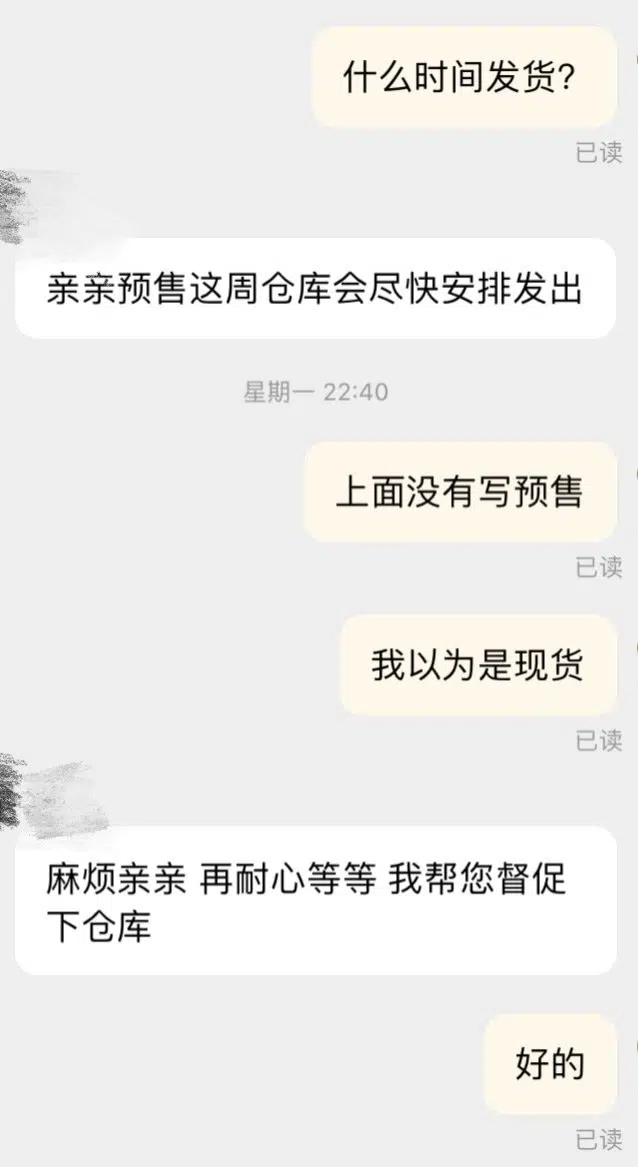 什么时间发货?
已读
亲亲预售这周仓库会尽快安排发出
星期一 22:40
上面没有写预售
已读
我以为是现货
已读
麻烦亲亲 再耐心等等 我帮您督促
下仓库
好的
已读